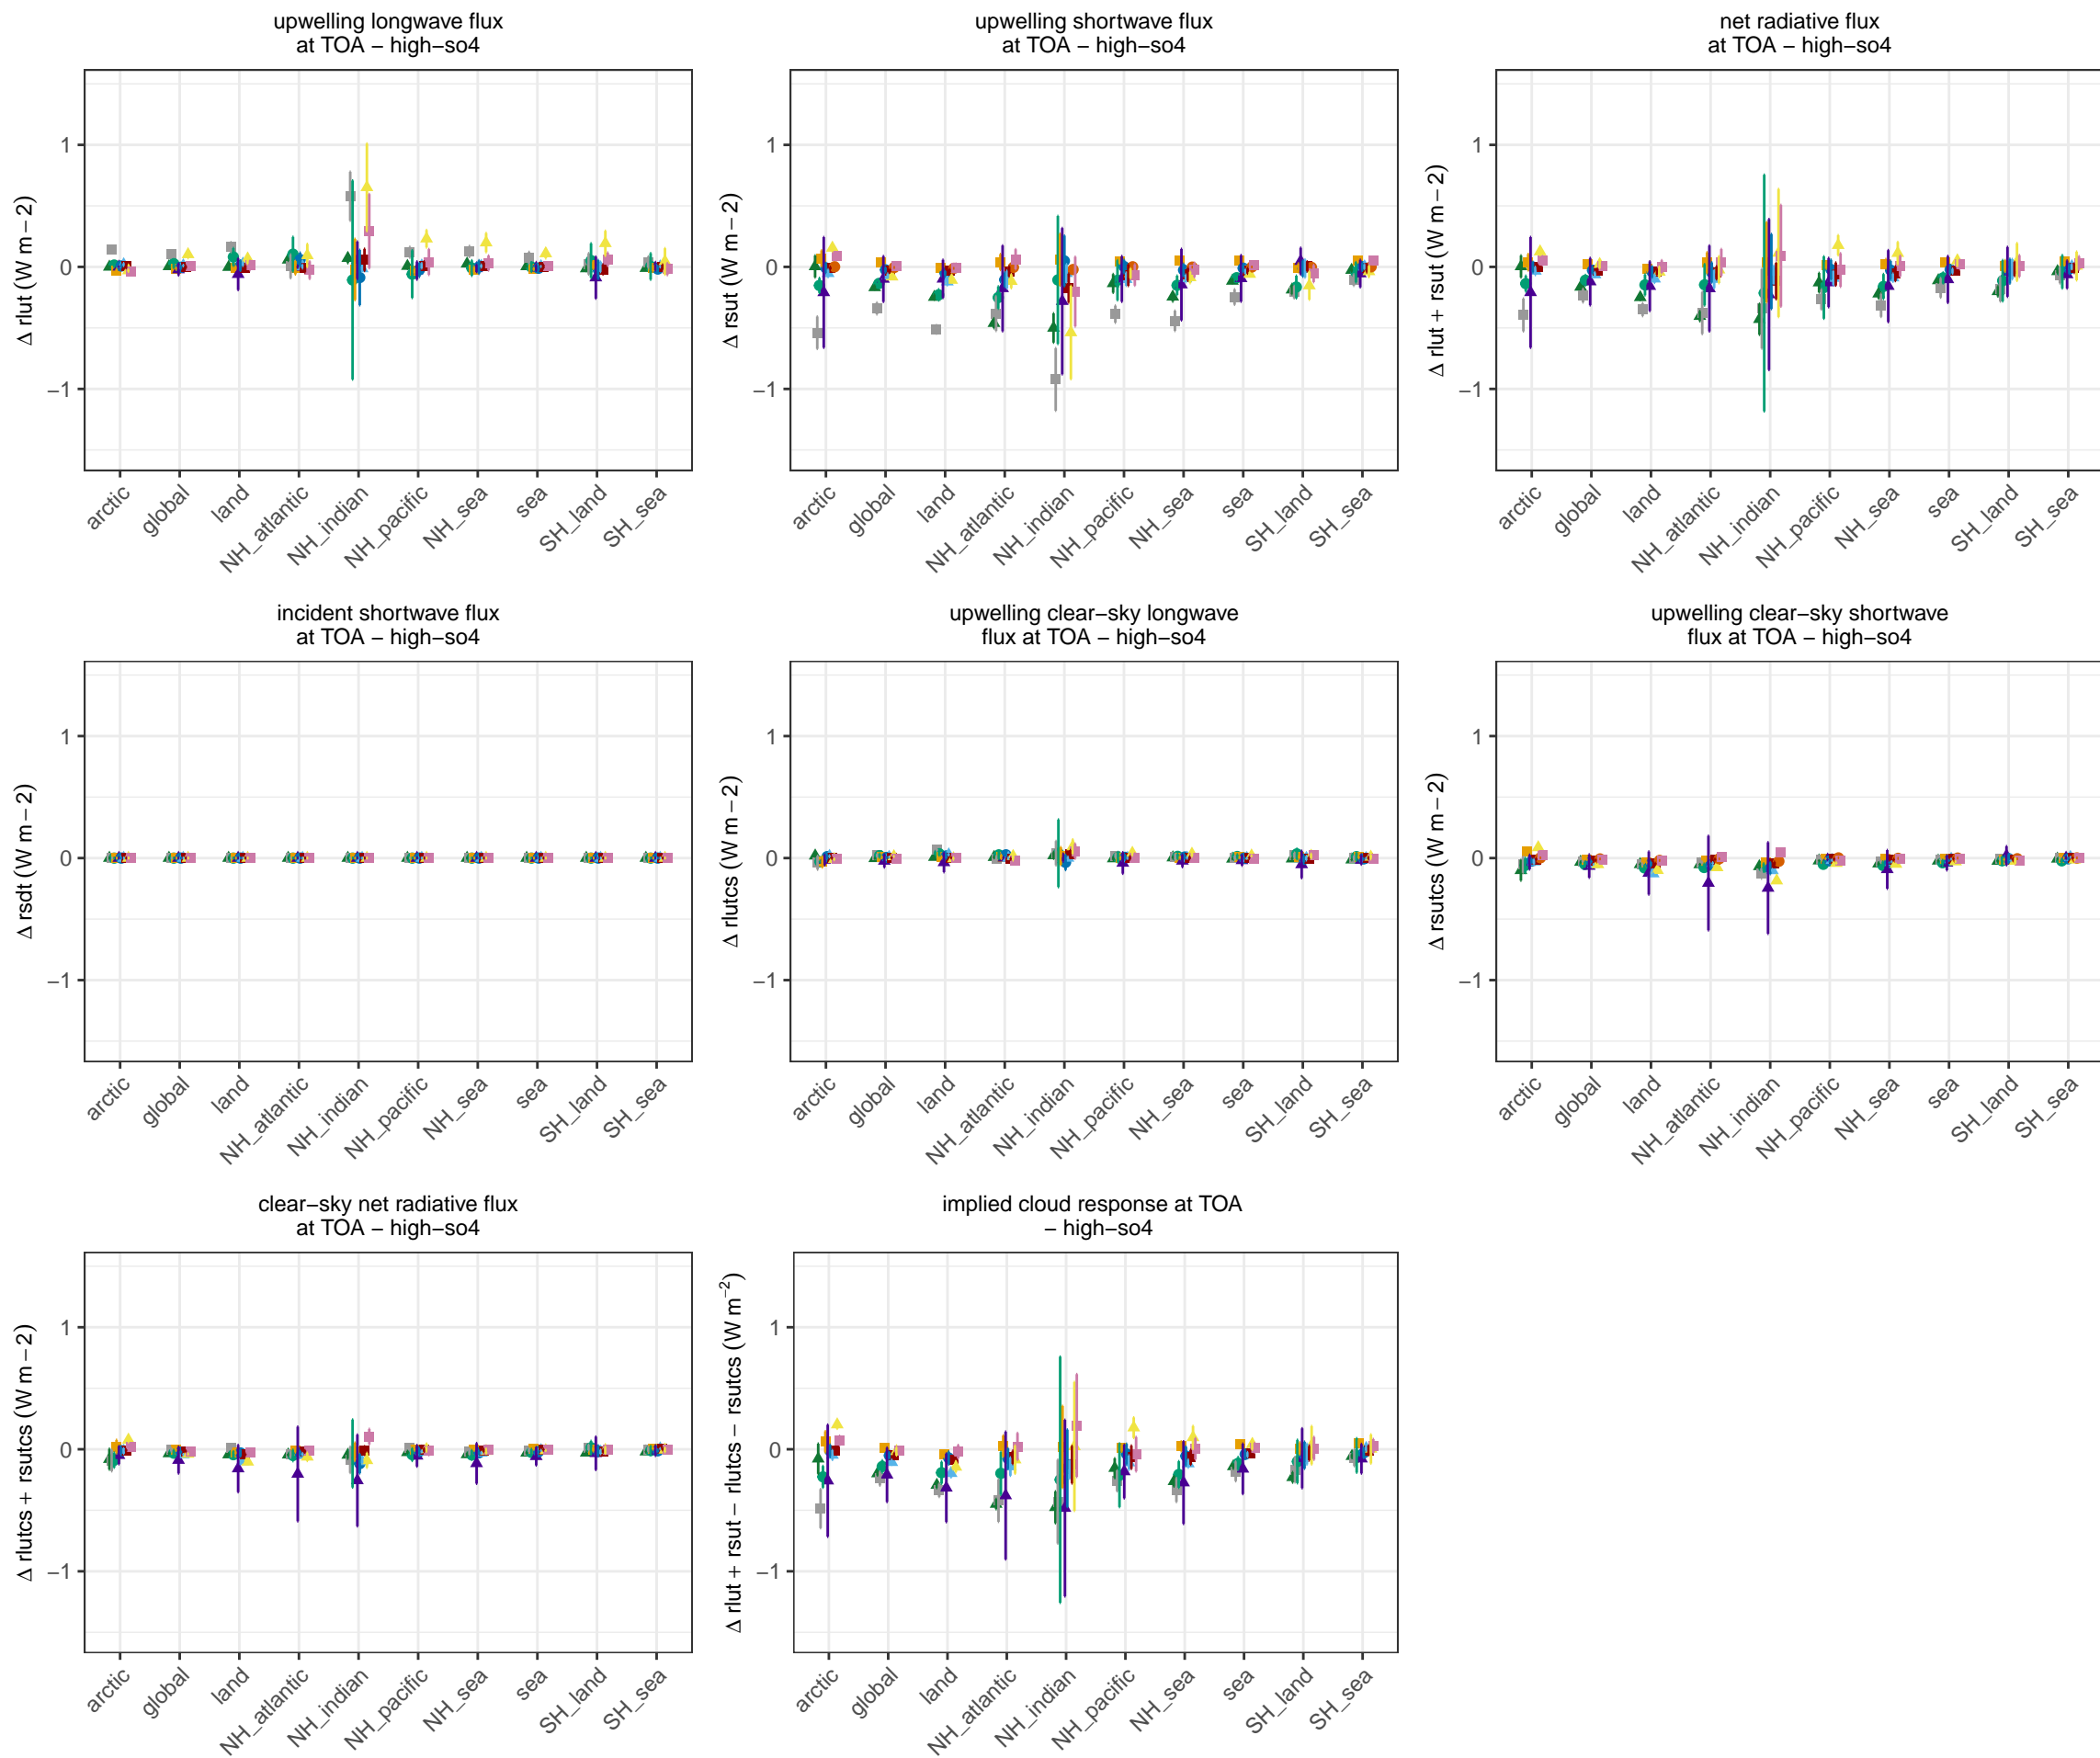 upwelling longwave flux
at TOA – high–so4
Δ rlut (W m − 2)
1
0
−1
arctic
global
land
NH_atlantic
NH_indian
NH_pacific
NH_sea
sea
SH_land
SH_sea
upwelling shortwave flux
at TOA – high–so4
Δ rsut (W m − 2)
1
0
−1
arctic
global
land
NH_atlantic
NH_indian
NH_pacific
NH_sea
sea
SH_land
SH_sea
net radiative flux
at TOA – high–so4
Δ rlut + rsut (W m − 2)
1
0
−1
arctic
global
land
NH_atlantic
NH_indian
NH_pacific
NH_sea
sea
SH_land
SH_sea
incident shortwave flux
at TOA – high–so4
Δ rsdt (W m − 2)
1
0
−1
arctic
global
land
NH_atlantic
NH_indian
NH_pacific
NH_sea
sea
SH_land
SH_sea
upwelling clear–sky longwave
flux at TOA – high–so4
Δ rlutcs (W m − 2)
1
0
−1
arctic
global
land
NH_atlantic
NH_indian
NH_pacific
NH_sea
sea
SH_land
SH_sea
upwelling clear–sky shortwave
flux at TOA – high–so4
Δ rsutcs (W m − 2)
1
0
−1
arctic
global
land
NH_atlantic
NH_indian
NH_pacific
NH_sea
sea
SH_land
SH_sea
clear–sky net radiative flux
at TOA – high–so4
Δ rlutcs + rsutcs (W m − 2)
1
0
−1
arctic
global
land
NH_atlantic
NH_indian
NH_pacific
NH_sea
sea
SH_land
SH_sea
implied cloud response at TOA
– high–so4
Δ rlut + rsut − rlutcs − rsutcs (W m⁻²)
1
0
−1
arctic
global
land
NH_atlantic
NH_indian
NH_pacific
NH_sea
sea
SH_land
SH_sea